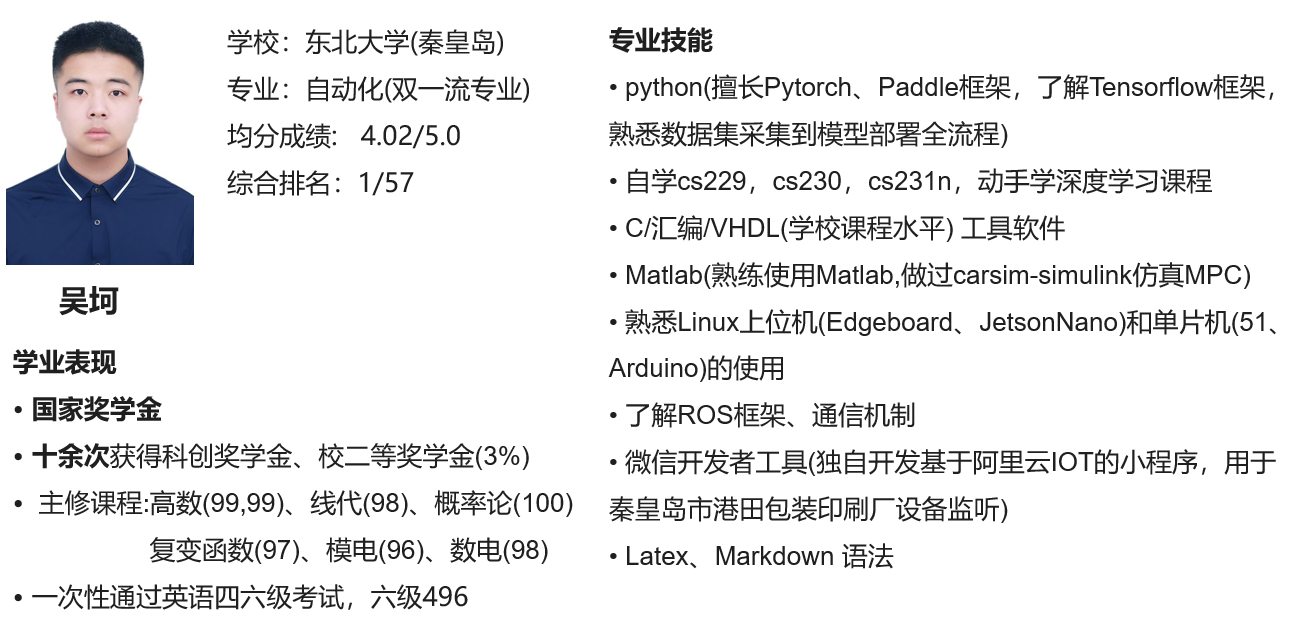 学校：东北大学(秦皇岛)
专业：自动化(双一流专业)
均分成绩： 4.02/5.0
综合排名：1/57
吴坷
学业表现
• 国家奖学金
• 十余次获得科创奖学金、校二等奖学金(3%)
• 主修课程:高数(99,99)、线代(98)、概率论(100)
复变函数(97)、模电(96)、数电(98)
• 一次性通过英语四六级考试，六级496
专业技能
• python(擅长Pytorch、Paddle框架，了解Tensorflow框架，
熟悉数据集采集到模型部署全流程)
• 自学cs229，cs230，cs231n，动手学深度学习课程
• C/汇编/VHDL(学校课程水平) 工具软件
• Matlab(熟练使用Matlab,做过carsim-simulink仿真MPC)
• 熟悉Linux上位机(Edgeboard、JetsonNano)和单片机(51、
Arduino)的使用
• 了解ROS框架、通信机制
• 微信开发者工具(独自开发基于阿里云IOT的小程序，用于
秦皇岛市港田包装印刷厂设备监听)
• Latex、Markdown 语法